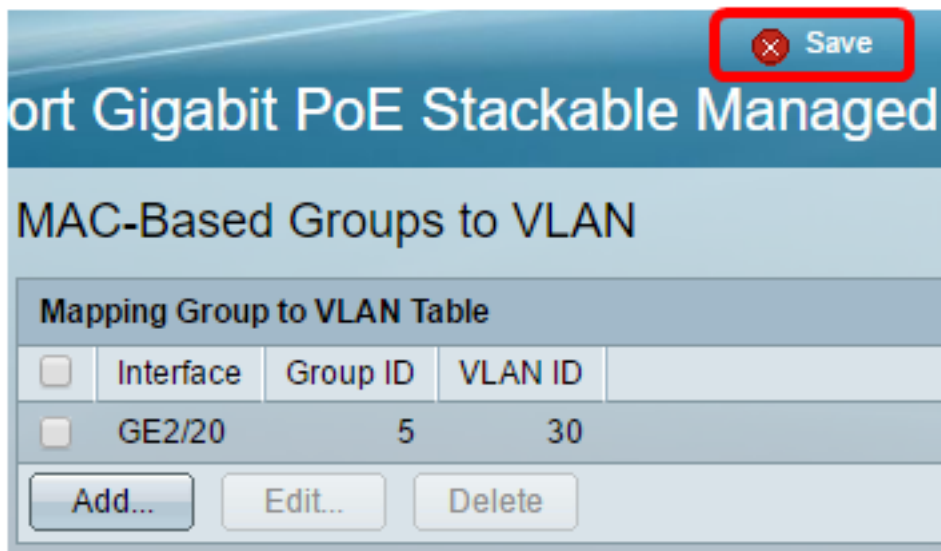 Save
ort Gigabit PoE Stackable Managed
MAC-Based Groups to VLAN
Mapping Group to VLAN Table
Interface Group ID VLAN ID
GE2/20 5 30
Add... Edit... Delete